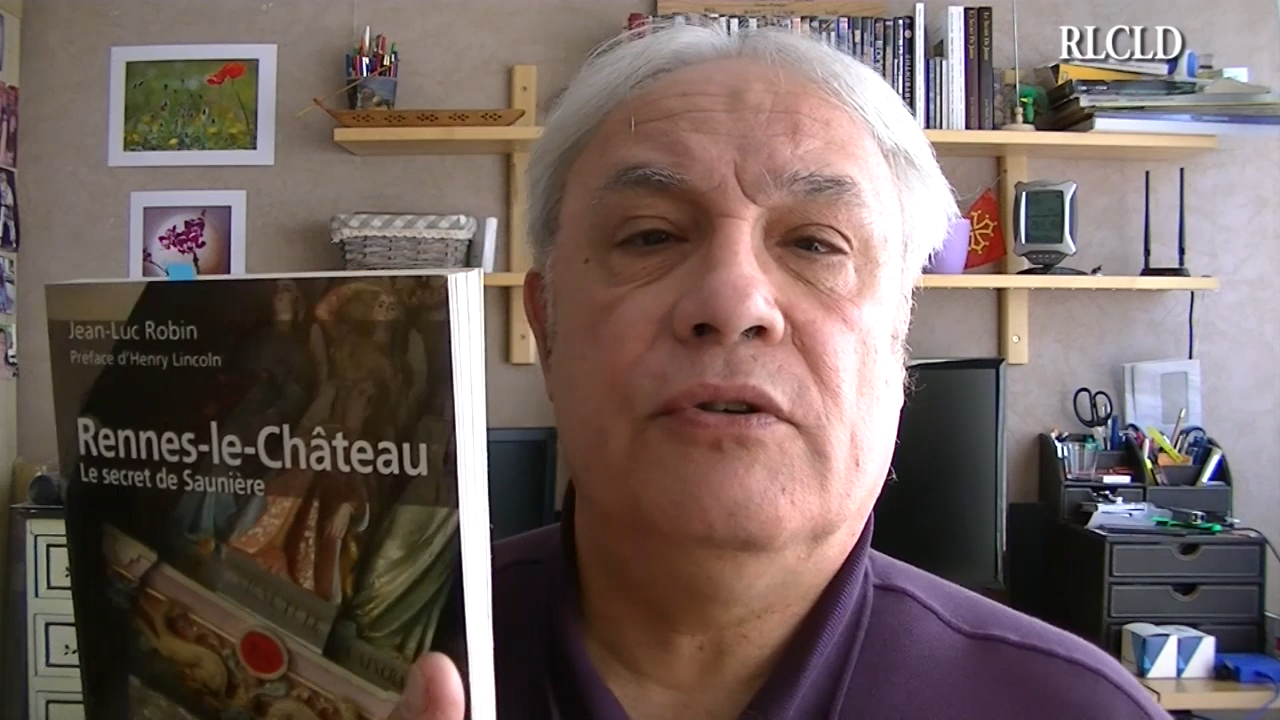 RLCLD
Jean-Luc Robin
Préface d'Henry Lincoln
Rennes-le-Château
Le secret de Saunière